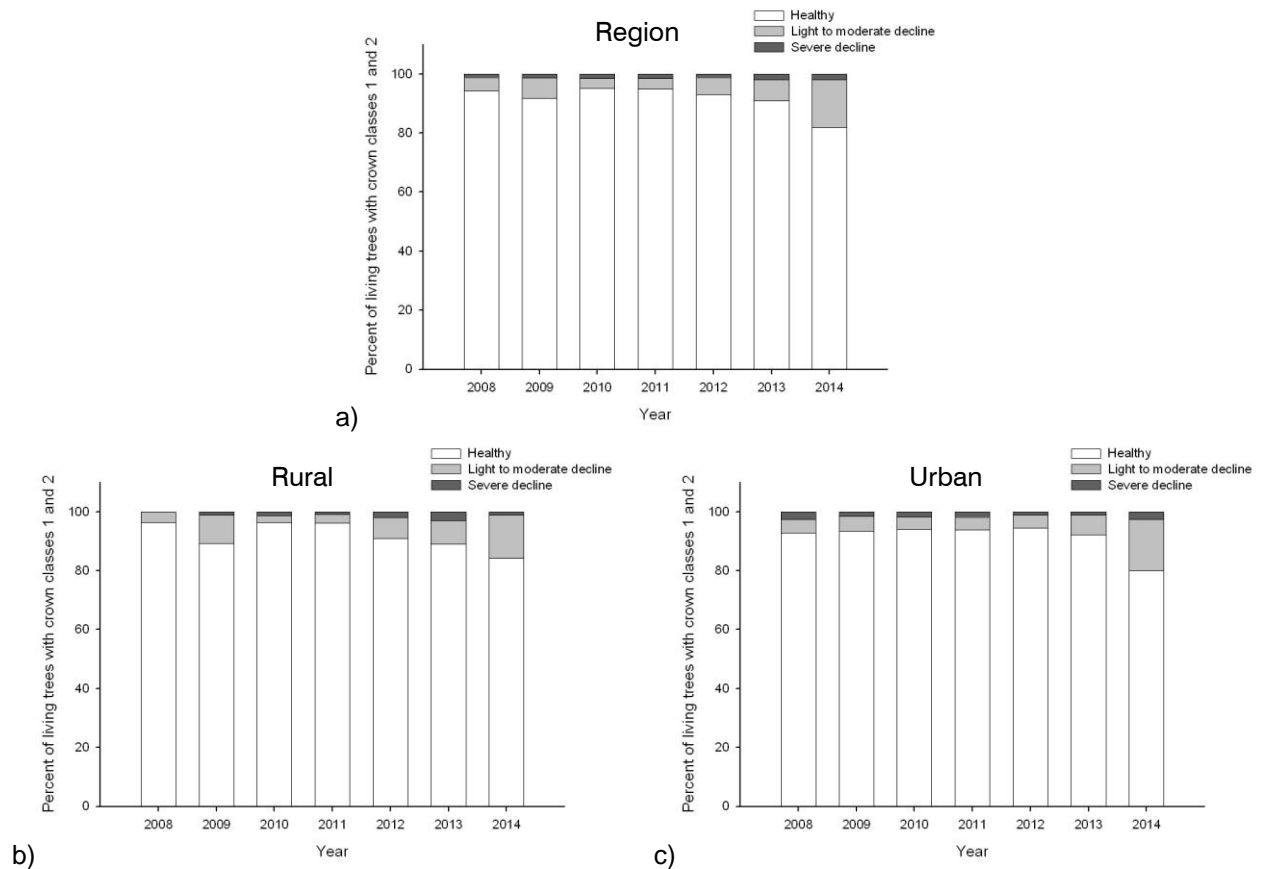 Region
Healthy
Light to moderate decline
Severe decline
Percent of living trees with crown classes 1 and 2
100
80
60
40
20
0
2008 2009 2010 2011 2012 2013 2014
Year
a)
Rural
Healthy
Light to moderate decline
Severe decline
Percent of living trees with crown classes 1 and 2
100
80
60
40
20
0
2008 2009 2010 2011 2012 2013 2014
Year
b)
Urban
Healthy
Light to moderate decline
Severe decline
Percent of living trees with crown classes 1 and 2
100
80
60
40
20
0
2008 2009 2010 2011 2012 2013 2014
Year
c)